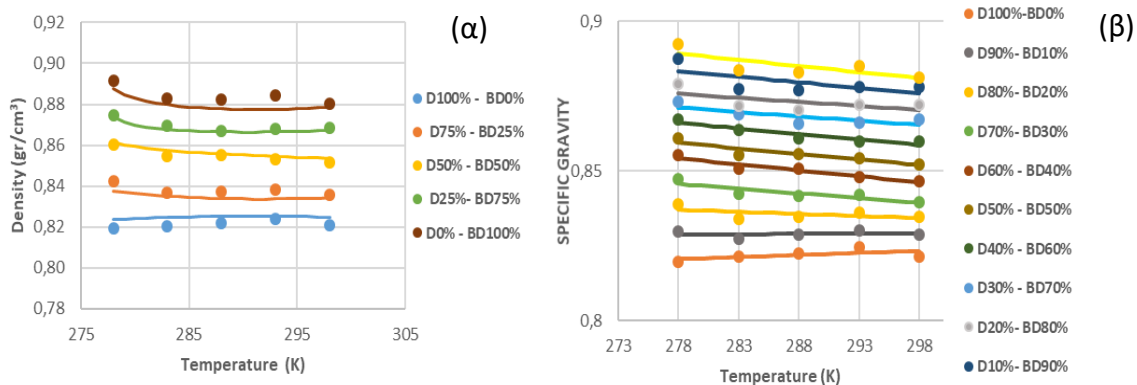 (α)
0,92
0,90
0,88
0,86
0,84
0,82
0,80
0,78
Density (gr/cm³)
275
285
295
305
Temperature (K)
D100% - BD0%
D75% - BD25%
D50% - BD50%
D25%- BD75%
D0% - BD100%
(β)
0,9
0,85
0,8
SPECIFIC GRAVITY
273
278
283
288
293
298
Temperature (K)
D100%-BD0%
D90%- BD10%
D80%- BD20%
D70% - BD30%
D60% - BD40%
D50% - BD50%
D40% - BD60%
D30% - BD70%
D20%- BD80%
D10%- BD90%